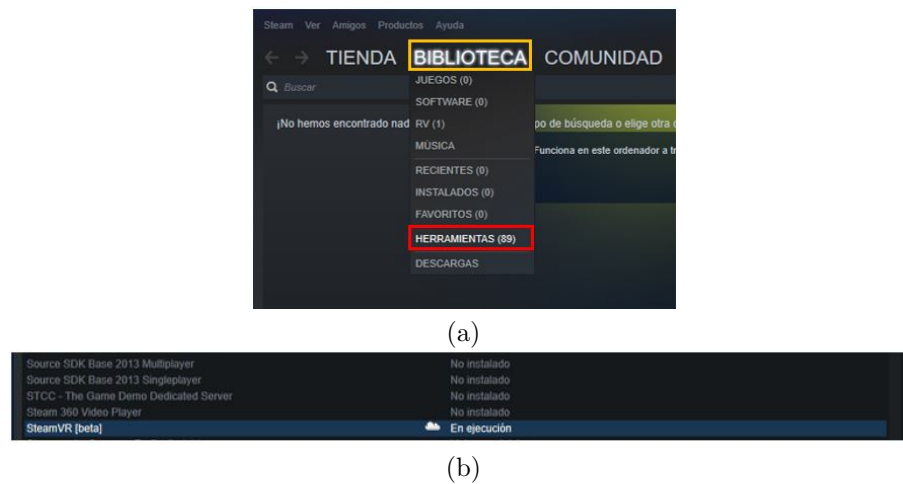 Steam Ver Amigos Productos Ayuda
← → TIENDA BIBLIOTECA COMUNIDAD
Buscar
JUEGOS (0)
SOFTWARE (0)
¡No hemos encontrado nad RV (1) po de búsqueda o elige otra
MÚSICA
Funciona en este ordenador a tr
RECIENTES (0)
INSTALADOS (0)
FAVORITOS (0)
HERRAMIENTAS (89)
DESCARGAS
(a)
Source SDK Base 2013 Multiplayer No instalado
Source SDK Base 2013 Singleplayer No instalado
STCC - The Game Demo Dedicated Server No instalado
Steam 360 Video Player No instalado
SteamVR [beta] En ejecución
(b)